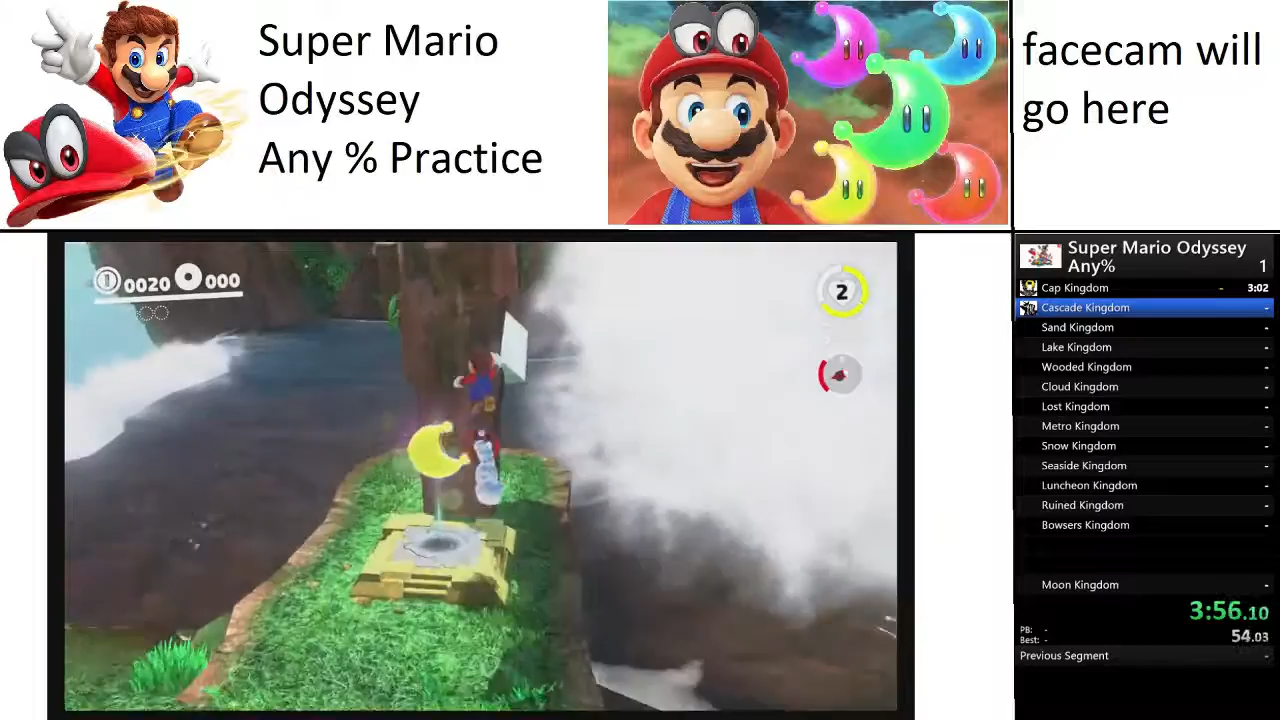 Super Mario
Odyssey
Any % Practice
facecam will
go here
0020 000
2
Super Mario Odyssey
Any% 1
Cap Kingdom - 3:02
Cascade Kingdom -
Sand Kingdom -
Lake Kingdom -
Wooded Kingdom -
Cloud Kingdom -
Lost Kingdom -
Metro Kingdom -
Snow Kingdom -
Seaside Kingdom -
Luncheon Kingdom -
Ruined Kingdom -
Bowsers Kingdom -
Moon Kingdom -
3:56.10
PB: -
Best: - 54.03
Previous Segment -